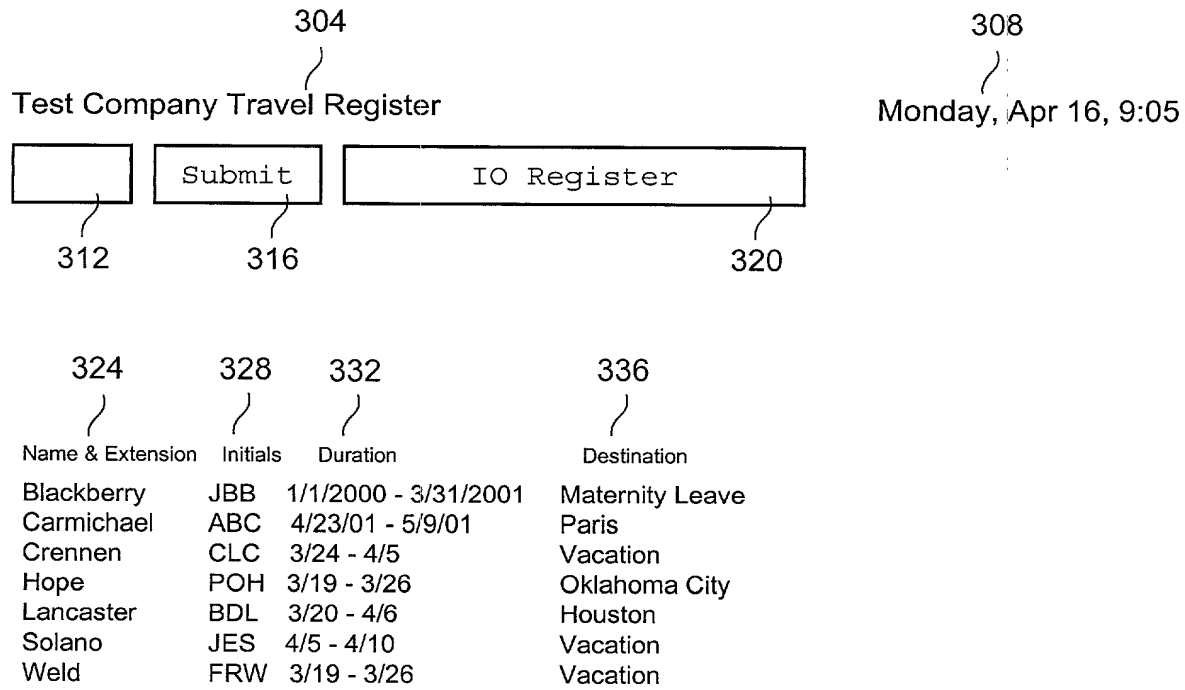 304
308
Test Company Travel Register
Monday, Apr 16, 9:05
Submit
IO Register
312
316
320
324 328 332 336
Name & Extension Initials Duration Destination
Blackberry JBB 1/1/2000 - 3/31/2001 Maternity Leave
Carmichael ABC 4/23/01 - 5/9/01 Paris
Crennen CLC 3/24 - 4/5 Vacation
Hope POH 3/19 - 3/26 Oklahoma City
Lancaster BDL 3/20 - 4/6 Houston
Solano JES 4/5 - 4/10 Vacation
Weld FRW 3/19 - 3/26 Vacation